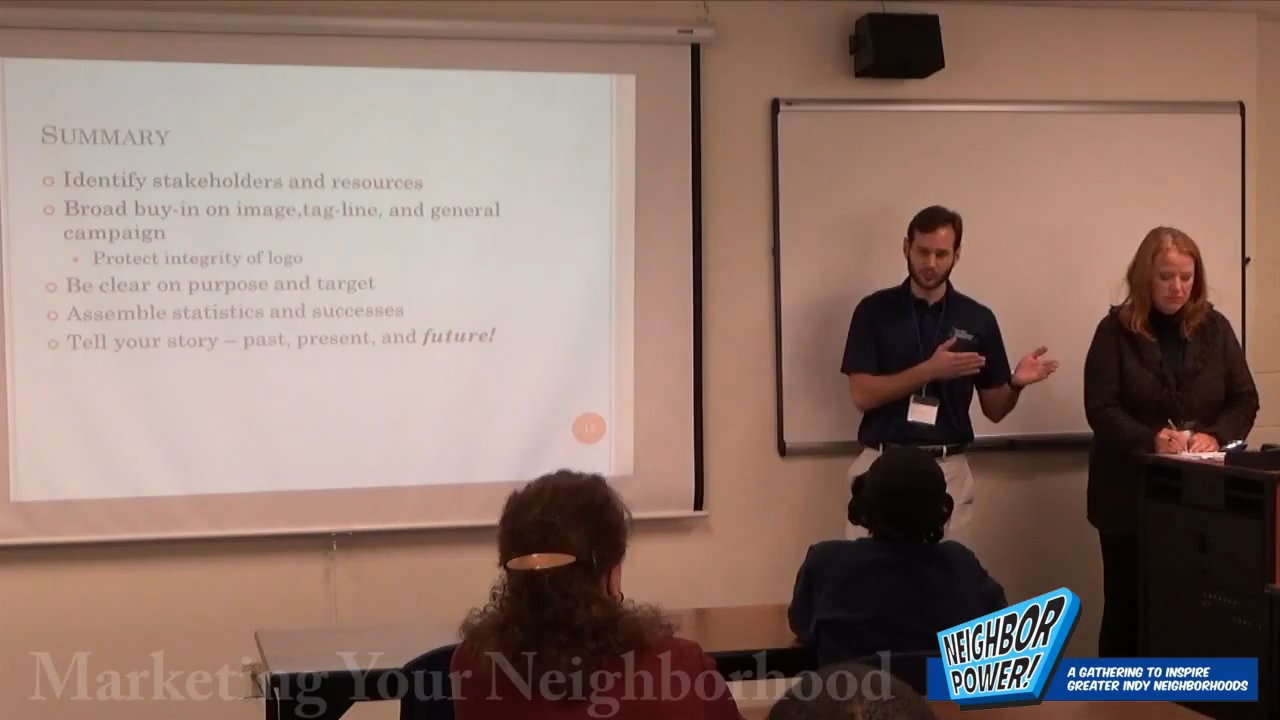 SUMMARY
Identify stakeholders and resources
Broad buy-in on image,tag-line, and general
campaign
Protect integrity of logo
Be clear on purpose and target
Assemble statistics and successes
Tell your story – past, present, and future!
Marketing Your Neighborhood
NEIGHBOR
POWER!
A GATHERING TO INSPIRE
GREATER INDY NEIGHBORHOODS